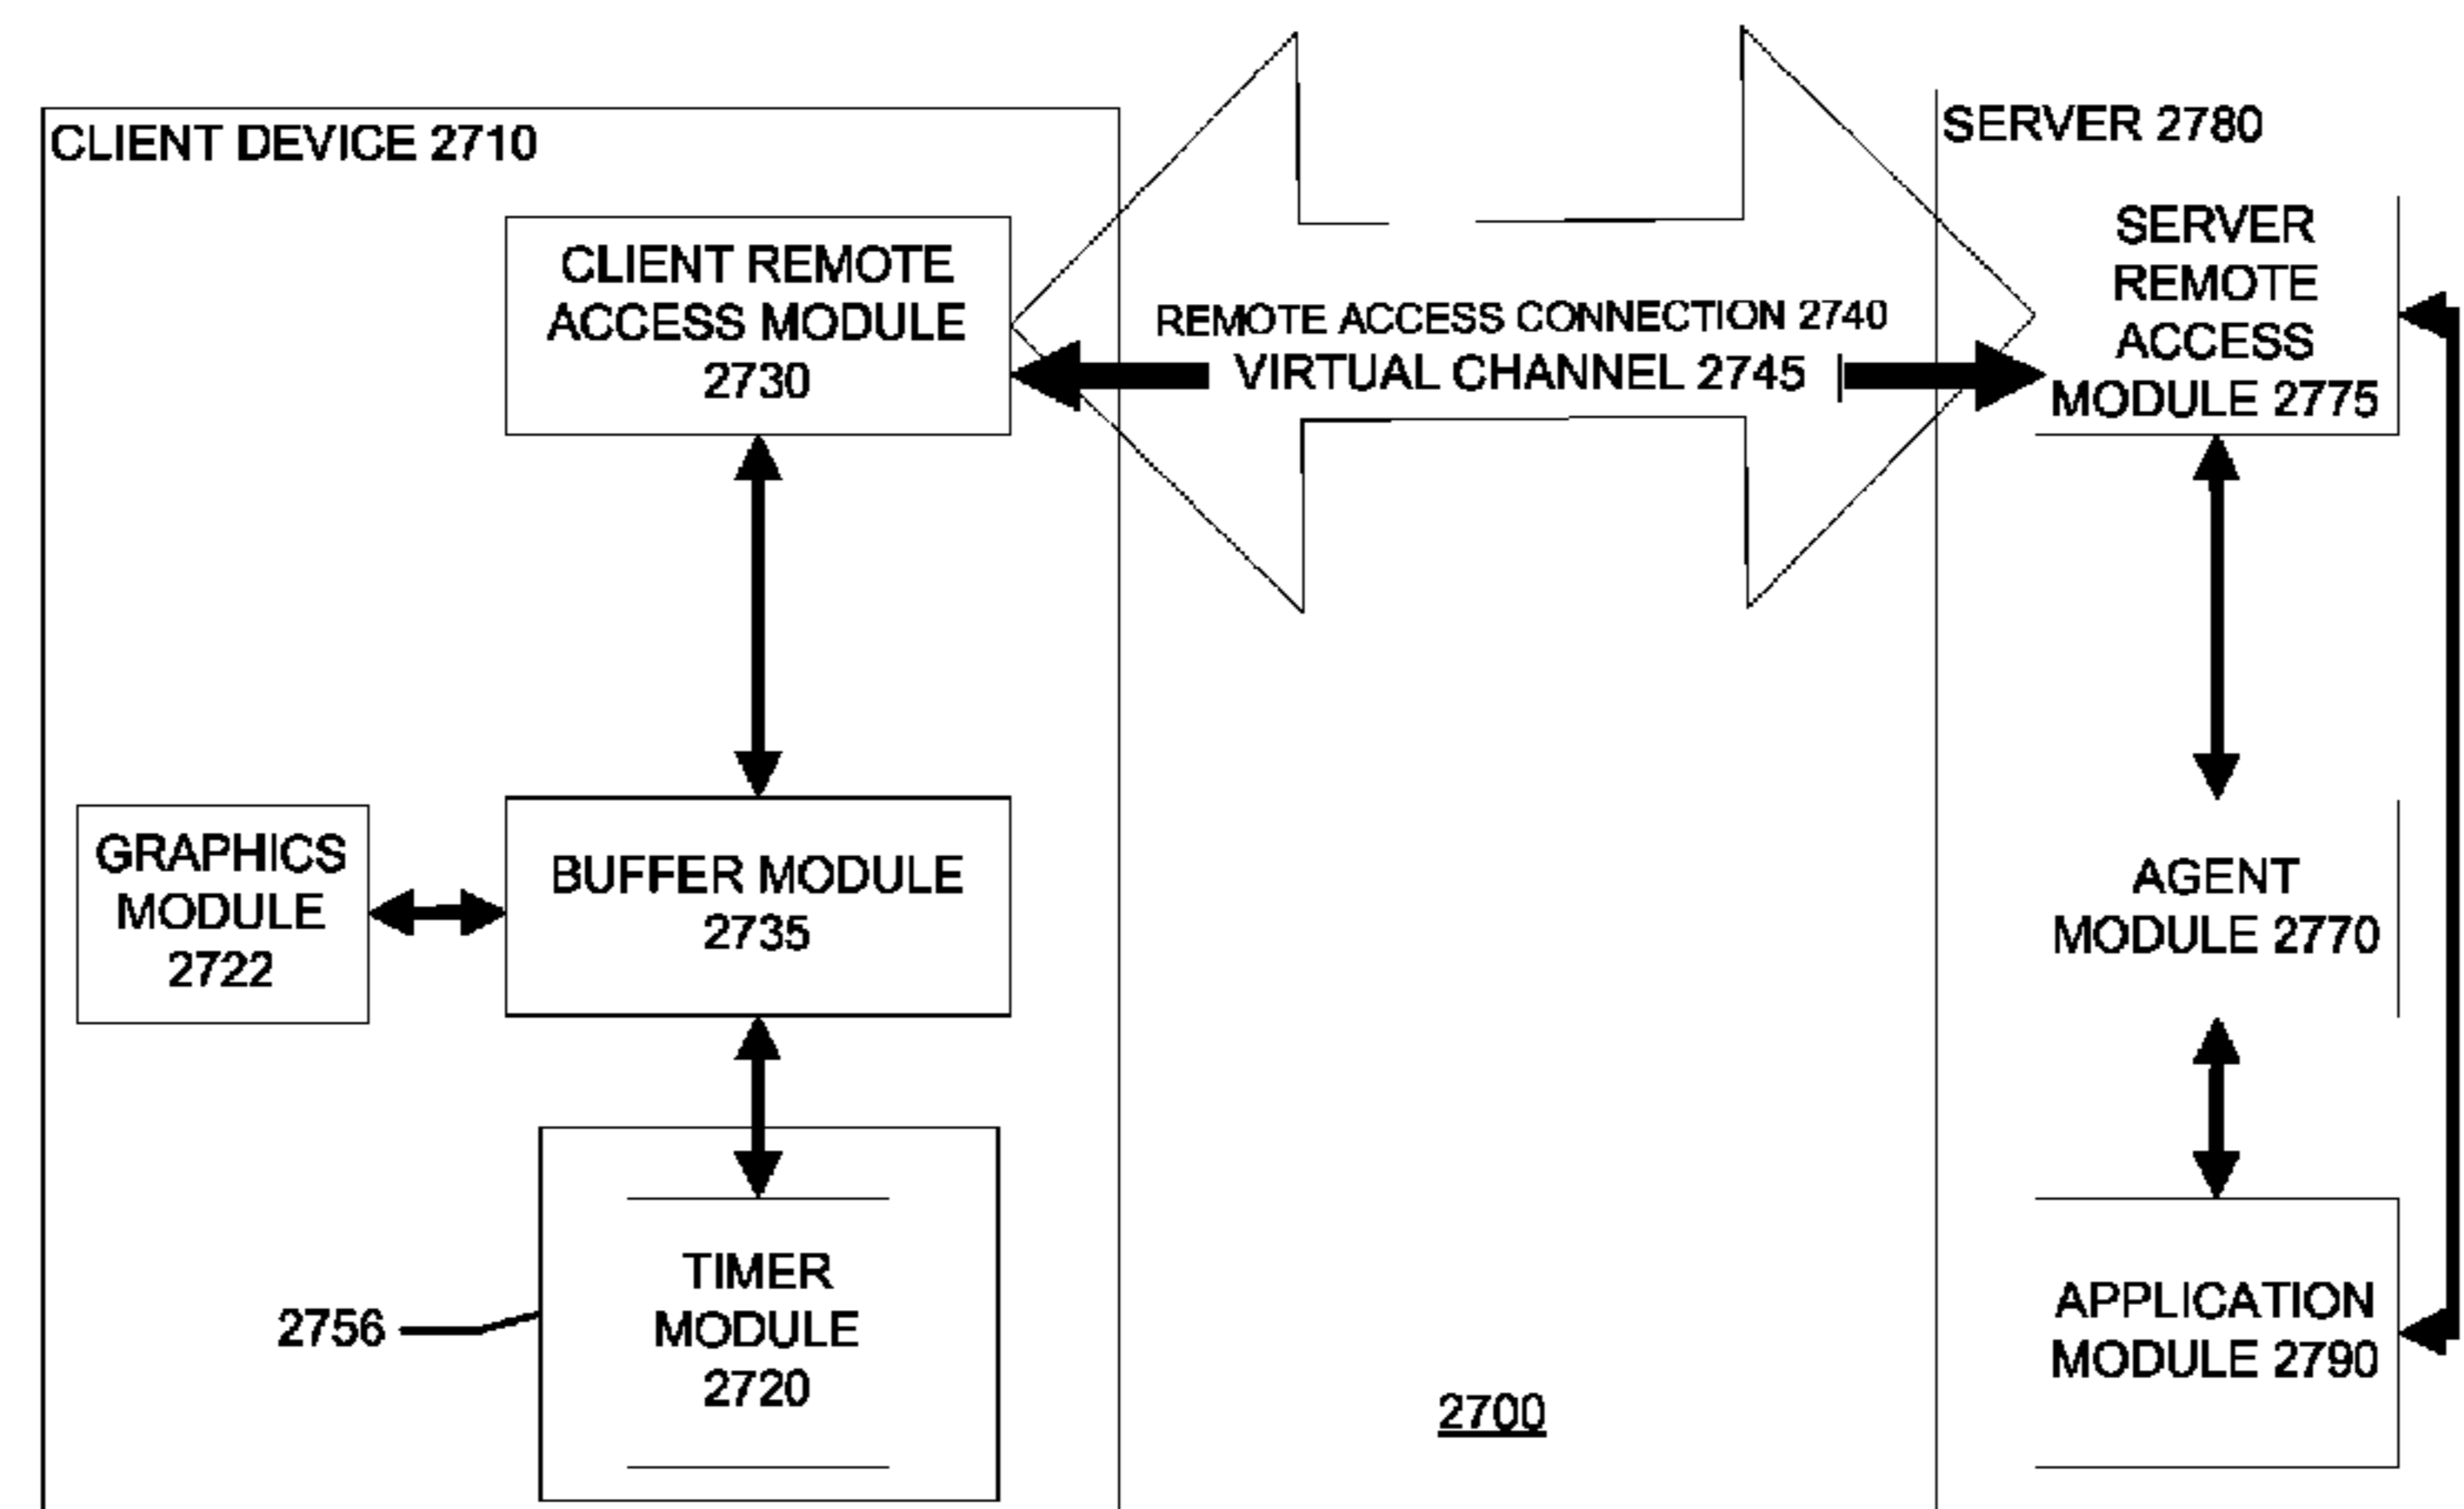 CLIENT DEVICE 2710
SERVER 2780
CLIENT REMOTE
ACCESS MODULE
2730
REMOTE ACCESS CONNECTION 2740
VIRTUAL CHANNEL 2745
SERVER
REMOTE
ACCESS
MODULE 2775
GRAPHICS
MODULE
2722
BUFFER MODULE
2735
AGENT
MODULE 2770
2756
TIMER
MODULE
2720
2700
APPLICATION
MODULE 2790